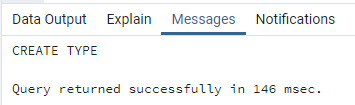 Data Output Explain Messages Notifications
CREATE TYPE
Query returned successfully in 146 msec.